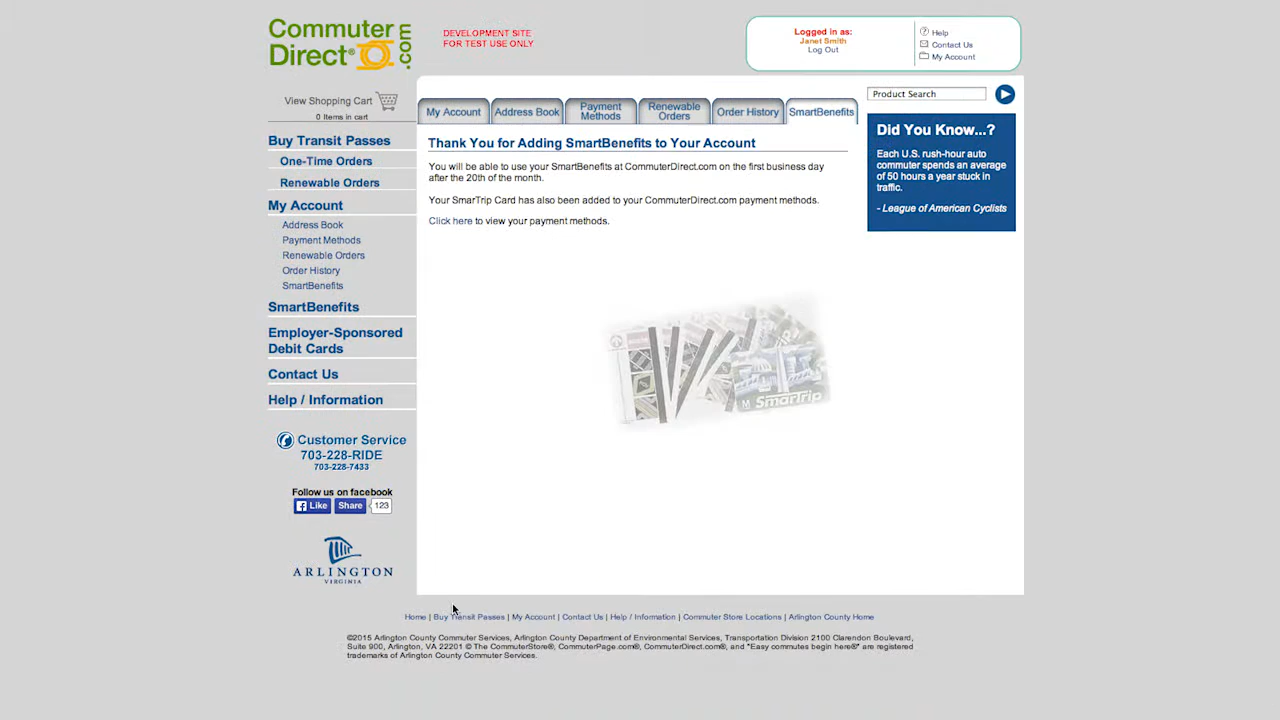 Commuter
Direct®.com
DEVELOPMENT SITE
FOR TEST USE ONLY
Logged in as:
Janet Smith
Log Out
Help
Contact Us
My Account
View Shopping Cart
0 Items in cart
Buy Transit Passes
One-Time Orders
Renewable Orders
My Account
Address Book
Payment Methods
Renewable Orders
Order History
SmartBenefits
SmartBenefits
Employer-Sponsored
Debit Cards
Contact Us
Help / Information
Customer Service
703-228-RIDE
703-228-7433
Follow us on facebook
Like Share 123
ARLINGTON
VIRGINIA
My Account
Address Book
Payment
Methods
Renewable
Orders
Order History
SmartBenefits
Thank You for Adding SmartBenefits to Your Account
You will be able to use your SmartBenefits at CommuterDirect.com on the first business day
after the 20th of the month.
Your SmarTrip Card has also been added to your CommuterDirect.com payment methods.
Click here to view your payment methods.
M SmarTrip
Product Search
Did You Know...?
Each U.S. rush-hour auto
commuter spends an average
of 50 hours a year stuck in
traffic.
- League of American Cyclists
Home | Buy Transit Passes | My Account | Contact Us | Help / Information | Commuter Store Locations | Arlington County Home
©2015 Arlington County Commuter Services, Arlington County Department of Environmental Services, Transportation Division 2100 Clarendon Boulevard,
Suite 900, Arlington, VA 22201 © The CommuterStore®, CommuterPage.com®, CommuterDirect.com®, and "Easy commutes begin here®" are registered
trademarks of Arlington County Commuter Services.